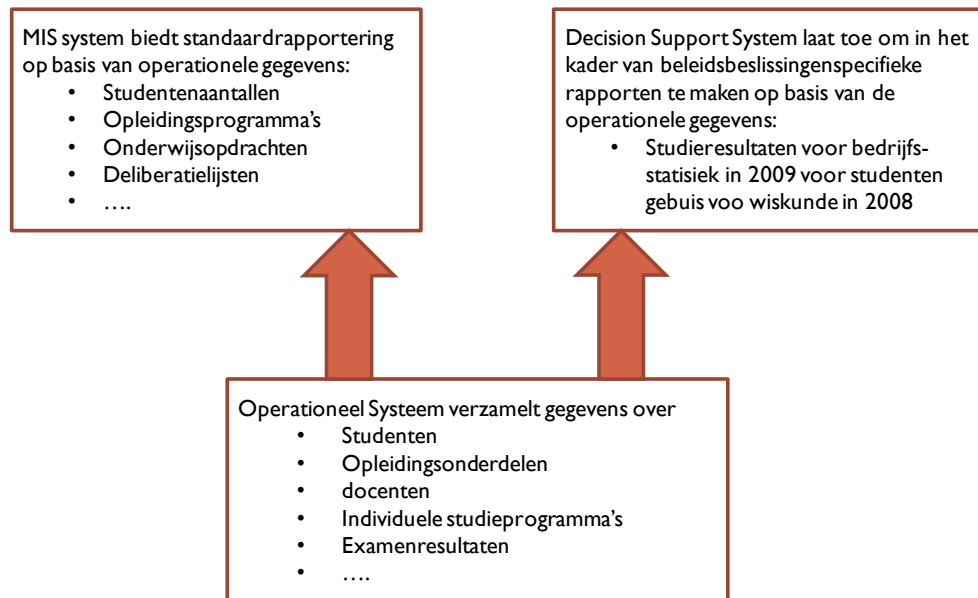 MIS system biedt standaardrapportering
op basis van operationele gegevens:
• Studentenaantallen
• Opleidingsprogramma's
• Onderwijsopdrachten
• Deliberatielijsten
• ….
Decision Support System laat toe om in het
kader van beleidsbeslissingenspecifieke
rapporten te maken op basis van de
operationele gegevens:
• Studieresultaten voor bedrijfs-
statisiek in 2009 voor studenten
gebuis voo wiskunde in 2008
Operationeel Systeem verzamelt gegevens over
• Studenten
• Opleidingsonderdelen
• docenten
• Individuele studieprogramma's
• Examenresultaten
• ….